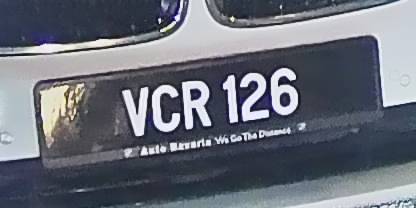 VCR 126
Auto Bavaria We Go The Distance